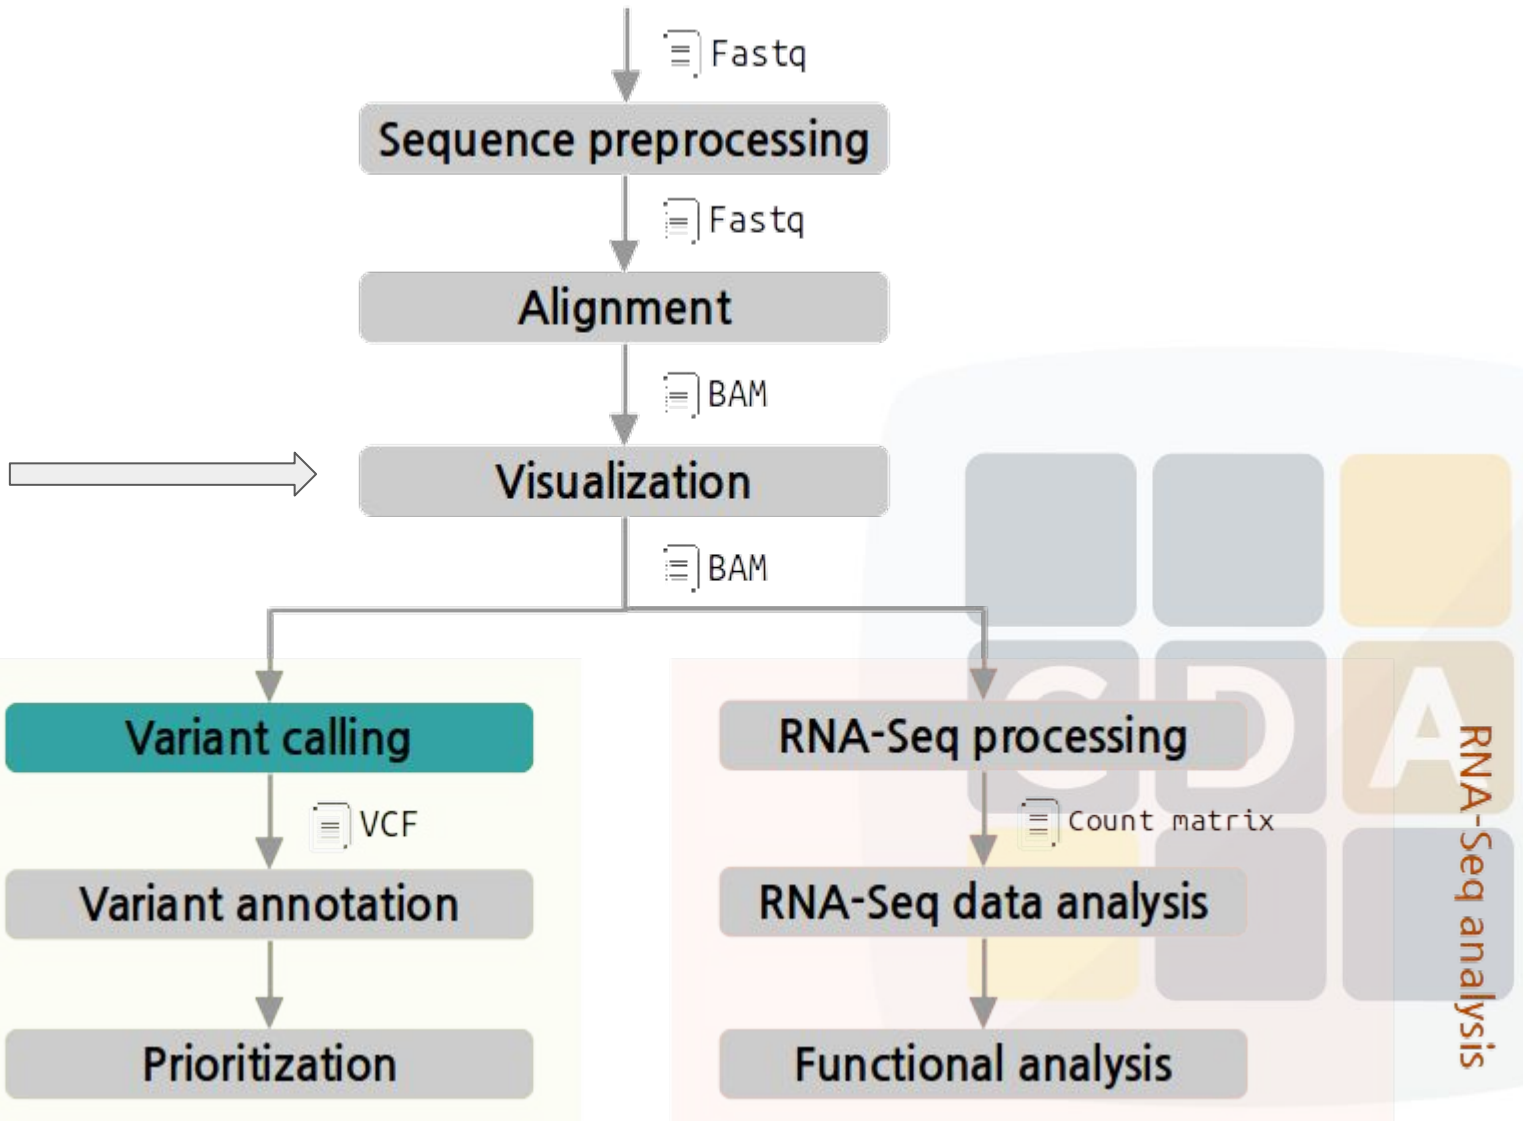 Fastq
Sequence preprocessing
Fastq
Alignment
BAM
Visualization
BAM
Variant calling
VCF
Variant annotation
Prioritization
RNA-Seq processing
Count matrix
RNA-Seq data analysis
Functional analysis
RNA-Seq analysis
CDA